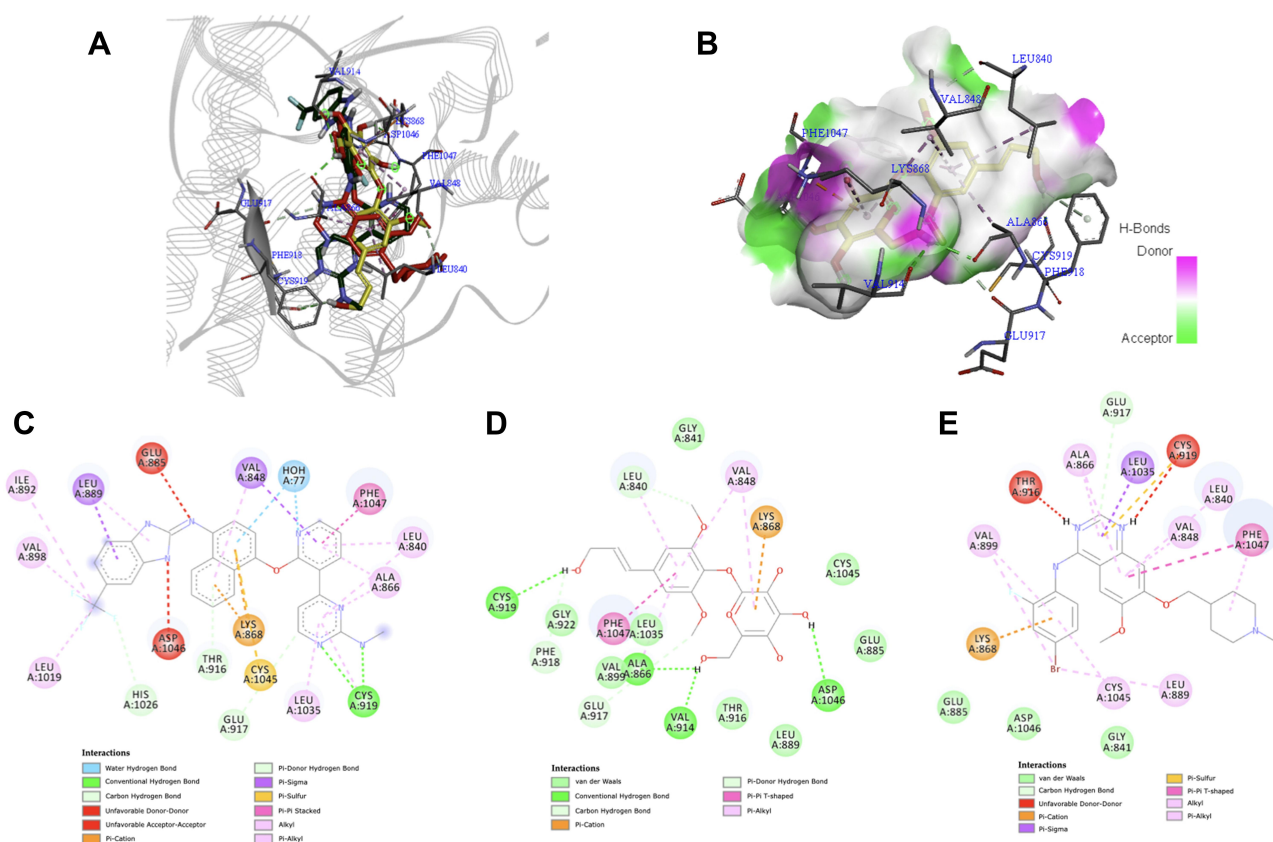 A
VAL914
LYS868
ASP1046
PHE1047
VAL848
GLU917
ALA866
PHE918
CYS919
LEU840
B
LEU840
VAL848
PHE1047
LYS868
ALA866
CYS919
PHE918
VAL914
GLU917
H-Bonds
Donor
Acceptor
C
GLU
A:885
ILE
A:892
LEU
A:889
VAL
A:848
HOH
A:77
PHE
A:1047
VAL
A:898
LEU
A:840
ALA
A:866
ASP
A:1046
LYS
A:868
THR
A:916
CYS
A:1045
LEU
A:1019
HIS
A:1026
GLU
A:917
LEU
A:1035
CYS
A:919
N
N
N
O
N
N
N
N
Interactions
Water Hydrogen Bond
Conventional Hydrogen Bond
Carbon Hydrogen Bond
Unfavorable Donor-Donor
Unfavorable Acceptor-Acceptor
Pi-Cation
Pi-Donor Hydrogen Bond
Pi-Sigma
Pi-Sulfur
Pi-Pi Stacked
Alkyl
Pi-Alkyl
D
GLY
A:841
LEU
A:840
VAL
A:848
LYS
A:868
CYS
A:1045
CYS
A:919
GLY
A:922
PHE
A:1047
LEU
A:1035
PHE
A:918
VAL
A:899
ALA
A:866
GLU
A:885
GLU
A:917
VAL
A:914
THR
A:916
ASP
A:1046
LEU
A:889
H
O
O
O
O
O
O
O
H
O
O
H
Interactions
van der Waals
Conventional Hydrogen Bond
Carbon Hydrogen Bond
Pi-Cation
Pi-Donor Hydrogen Bond
Pi-Pi T-shaped
Pi-Alkyl
E
GLU
A:917
ALA
A:866
LEU
A:1035
CYS
A:919
THR
A:916
LEU
A:840
VAL
A:899
VAL
A:848
PHE
A:1047
LYS
A:868
CYS
A:1045
LEU
A:889
GLU
A:885
ASP
A:1046
GLY
A:841
H
N
N
H
N
O
O
N
Br
Interactions
van der Waals
Carbon Hydrogen Bond
Unfavorable Donor-Donor
Pi-Cation
Pi-Sigma
Pi-Sulfur
Pi-Pi T-shaped
Alkyl
Pi-Alkyl